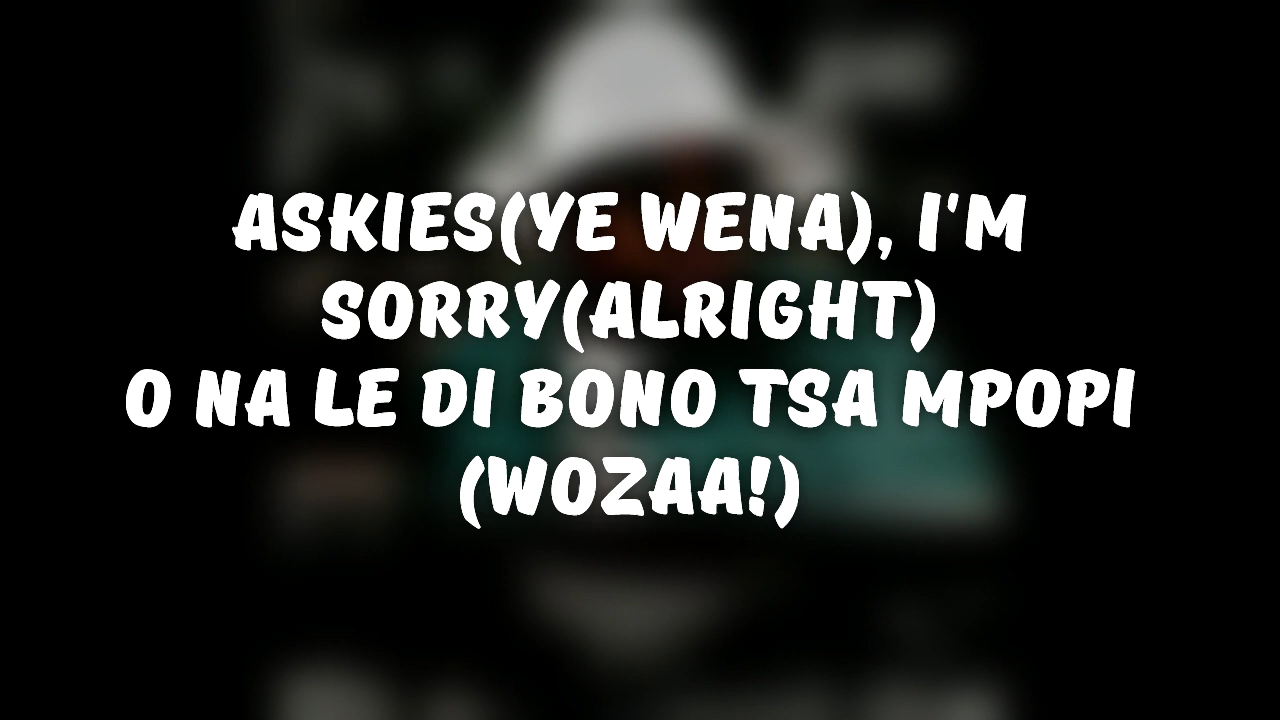 ASKIES(YE WENA), I'M
SORRY(ALRIGHT)
O NA LE DI BONO TSA MPOPI
(WOZAA!)